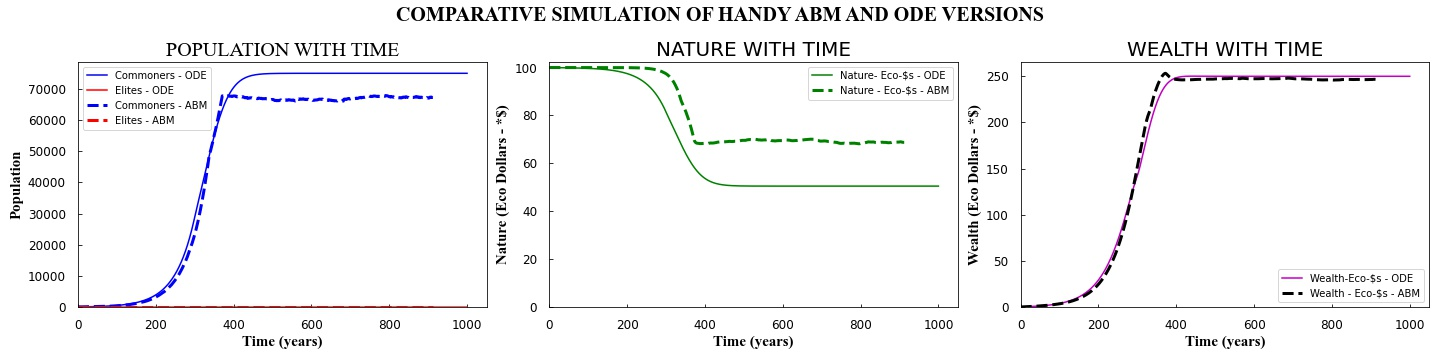 COMPARATIVE SIMULATION OF HANDY ABM AND ODE VERSIONS
POPULATION WITH TIME
Commoners - ODE
Elites - ODE
Commoners - ABM
Elites - ABM
Population
70000
60000
50000
40000
30000
20000
10000
0
0 200 400 600 800 1000
Time (years)
NATURE WITH TIME
Nature- Eco-$s - ODE
Nature - Eco-$s - ABM
Nature (Eco Dollars - *$)
100
80
60
40
20
0
0 200 400 600 800 1000
Time (years)
WEALTH WITH TIME
Wealth (Eco Dollars - *$)
250
200
150
100
50
0
Wealth-Eco-$s - ODE
Wealth - Eco-$s - ABM
0 200 400 600 800 1000
Time (years)